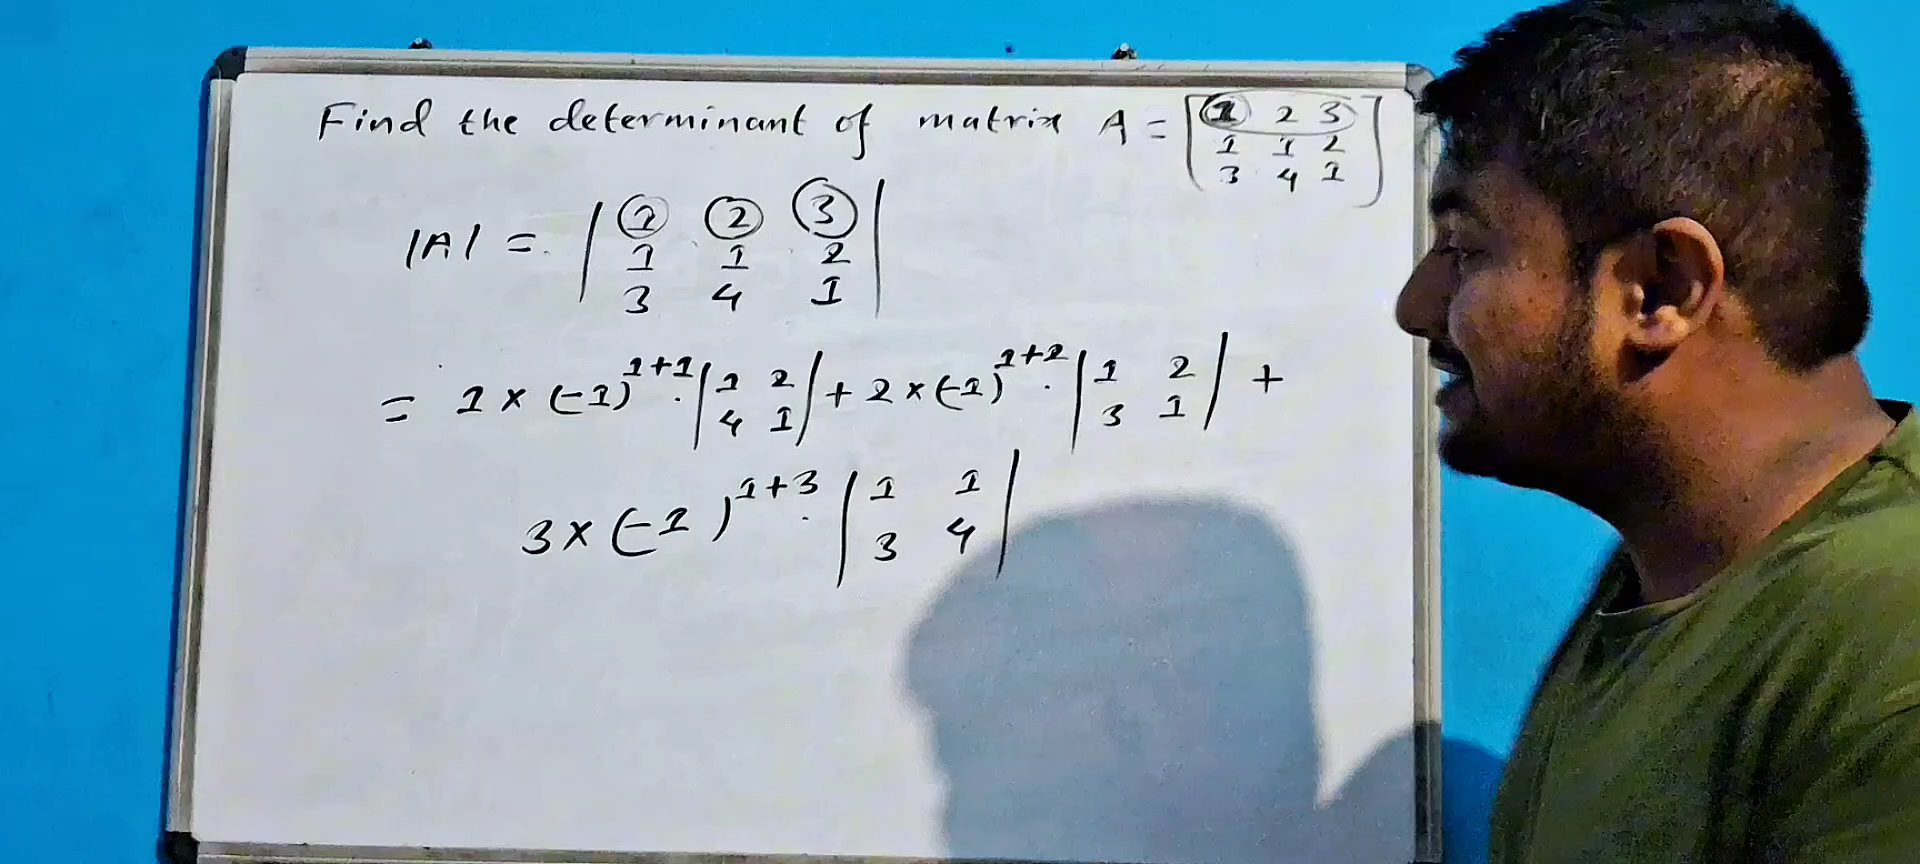 Find the determinant of matrix A = [1 2 3
1 1 2
3 4 1]
|A| = | 1 2 3 |
1 1 2
3 4 1
= 1 × (-1)^1+1 · |1 2 4 1| + 2 × (-1)^1+2 · |1 2 3 1| +
3 × (-1)^1+3 · |1 1 3 4|